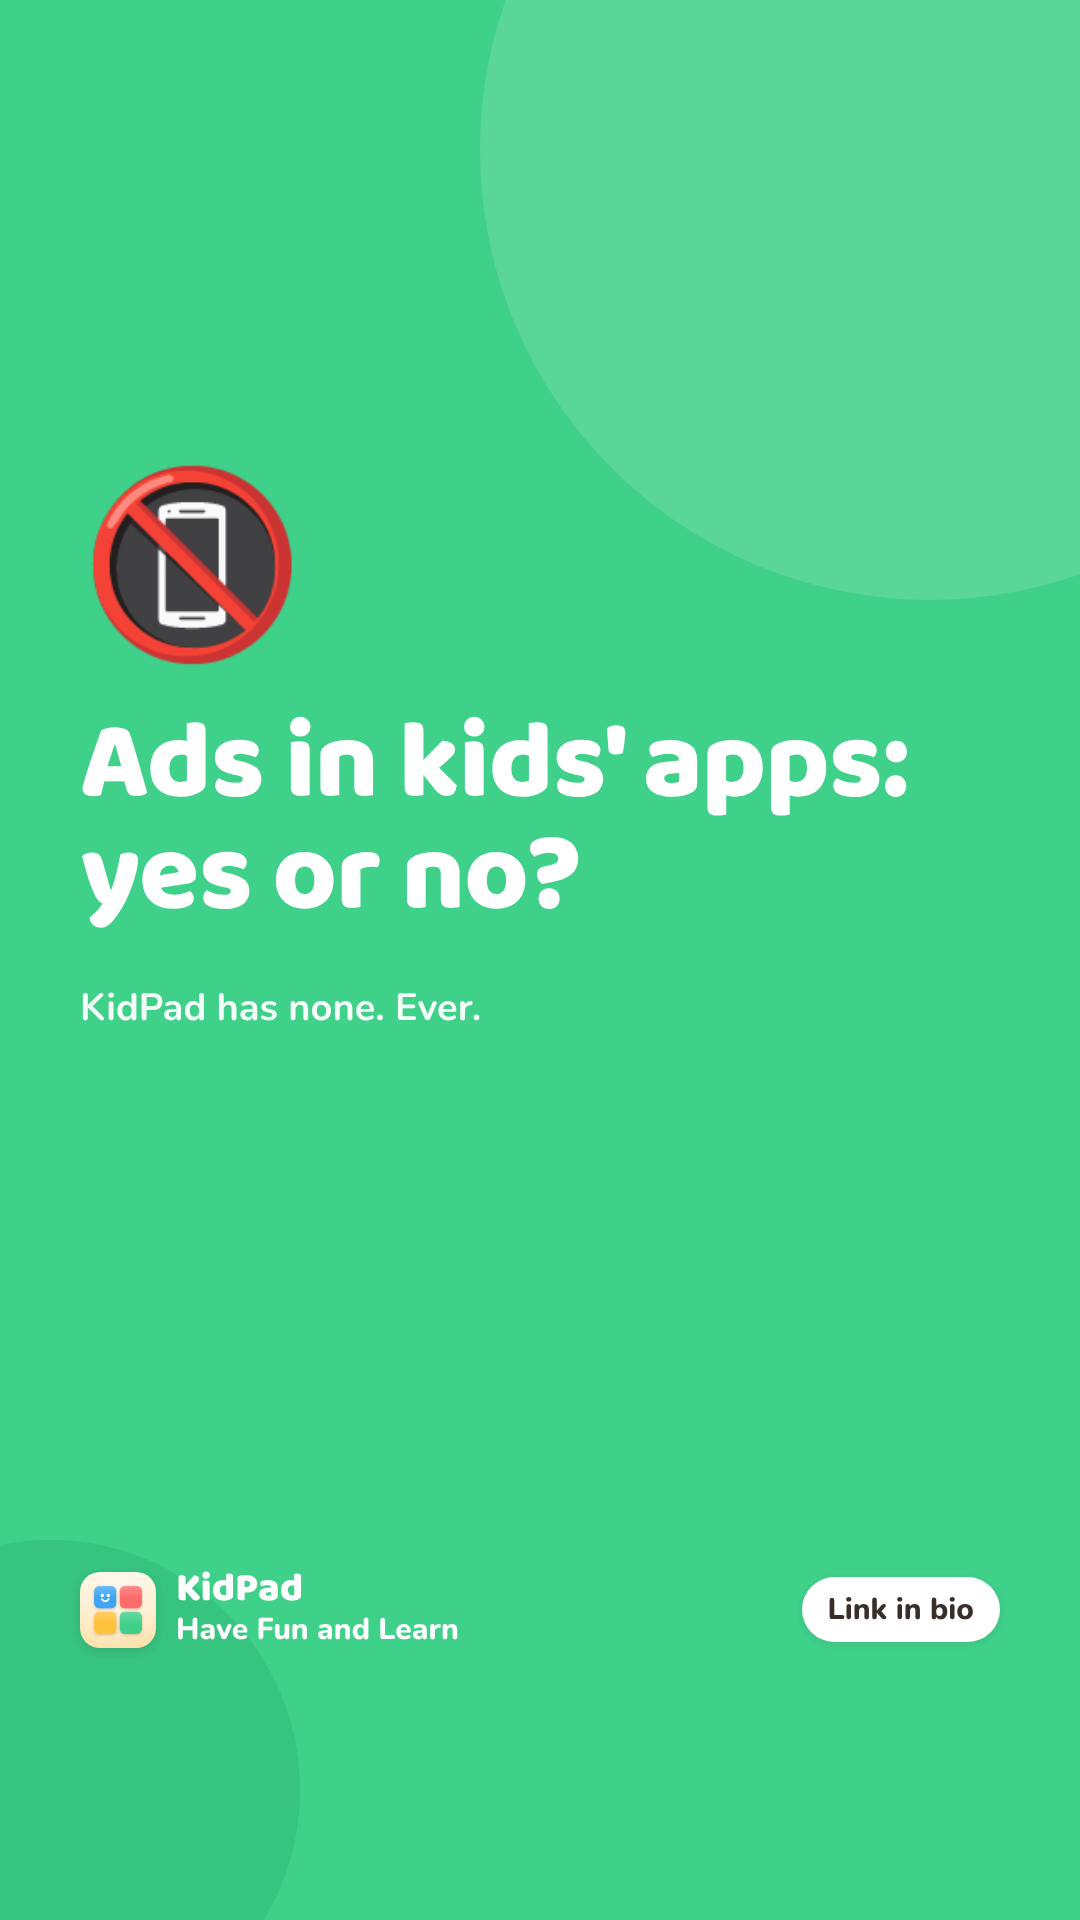 Ads in kids' apps:
yes or no?
KidPad has none. Ever.
KidPad
Have Fun and Learn
Link in bio